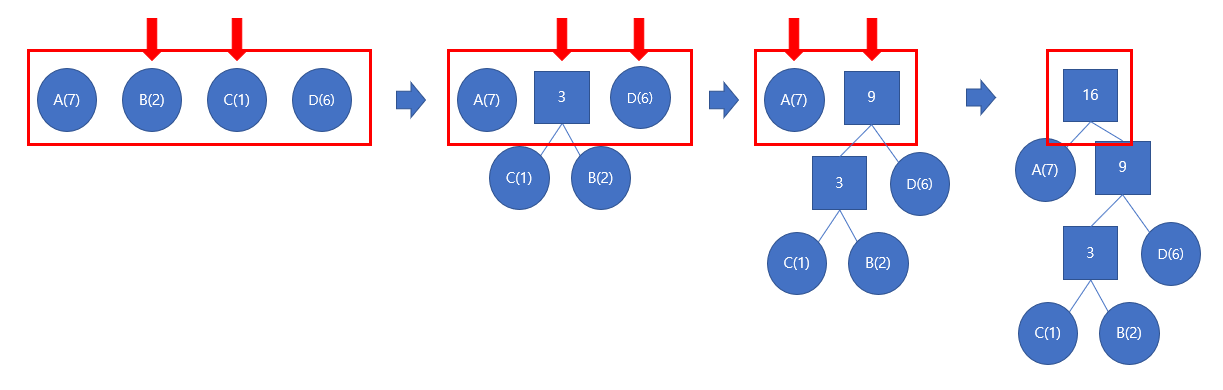 A(7) B(2) C(1) D(6)
A(7) 3 D(6)
C(1) B(2)
A(7) 9
3 D(6)
C(1) B(2)
16
A(7) 9
3 D(6)
C(1) B(2)